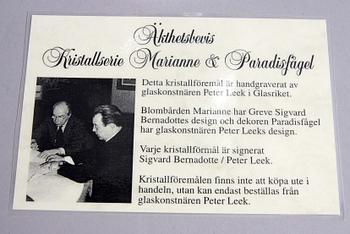 Äkthetsbevis
Kristallserie Marianne & Paradisfågel
Detta kristallföremål är handgraverat av
glaskonstnären Peter Leek i Glasriket.
Blombården Marianne har Greve Sigvard
Bernadottes design och dekoren Paradisfågel
har glaskonstnären Peter Leeks design.
Varje kristallföremål är signerat
Sigvard Bernadotte / Peter Leek.
Kristallföremålen finns inte att köpa ute i
handeln, utan kan endast beställas från
glaskonstnären Peter Leek.